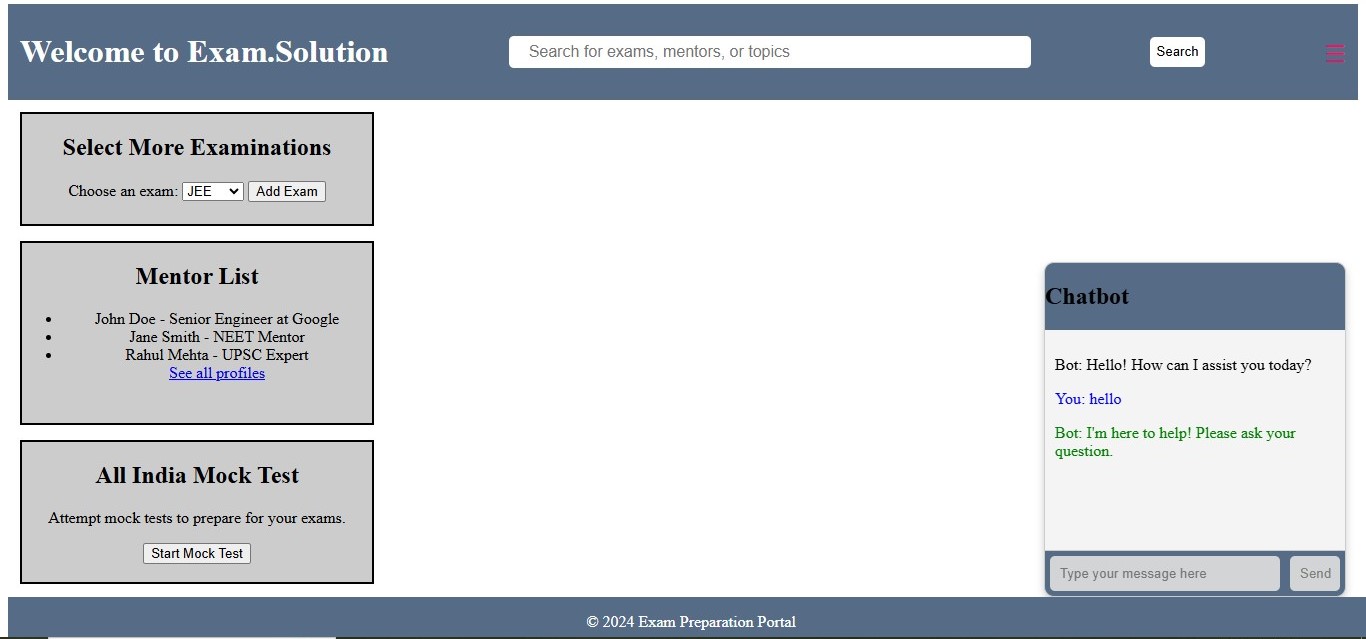 Welcome to Exam.Solution
Search for exams, mentors, or topics
Search
Select More Examinations
Choose an exam: JEE Add Exam
Mentor List
John Doe - Senior Engineer at Google
Jane Smith - NEET Mentor
Rahul Mehta - UPSC Expert
See all profiles
All India Mock Test
Attempt mock tests to prepare for your exams.
Start Mock Test
Chatbot
Bot: Hello! How can I assist you today?
You: hello
Bot: I'm here to help! Please ask your
question.
Type your message here
Send
© 2024 Exam Preparation Portal